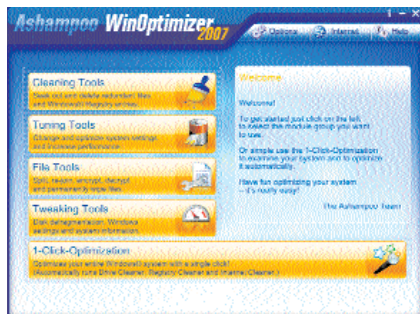 Ashampoo WinOptimizer 2007
Options Internet Help
Cleaning Tools
Seek out and delete redundant files
and Windows® Registry entries.
Tuning Tools
Change and optimize system settings
and increase performance.
File Tools
Split, rejoin, encrypt, decrypt
and permanently wipe files.
Tweaking Tools
Disk defragmentation, Windows
settings and system information.
1-Click-Optimization
Optimizes your entire Windows® system with a single click!
(Automatically runs Drive Cleaner, Registry Cleaner and Internet Cleaner.)
Welcome
Welcome!
To get started just click on the left
to select the module group you want
to use.
Or simple use the 1-Click-Optimization
to examine your system and to optimize
it automatically.
Have fun optimizing your system
– it's really easy!
The Ashampoo Team